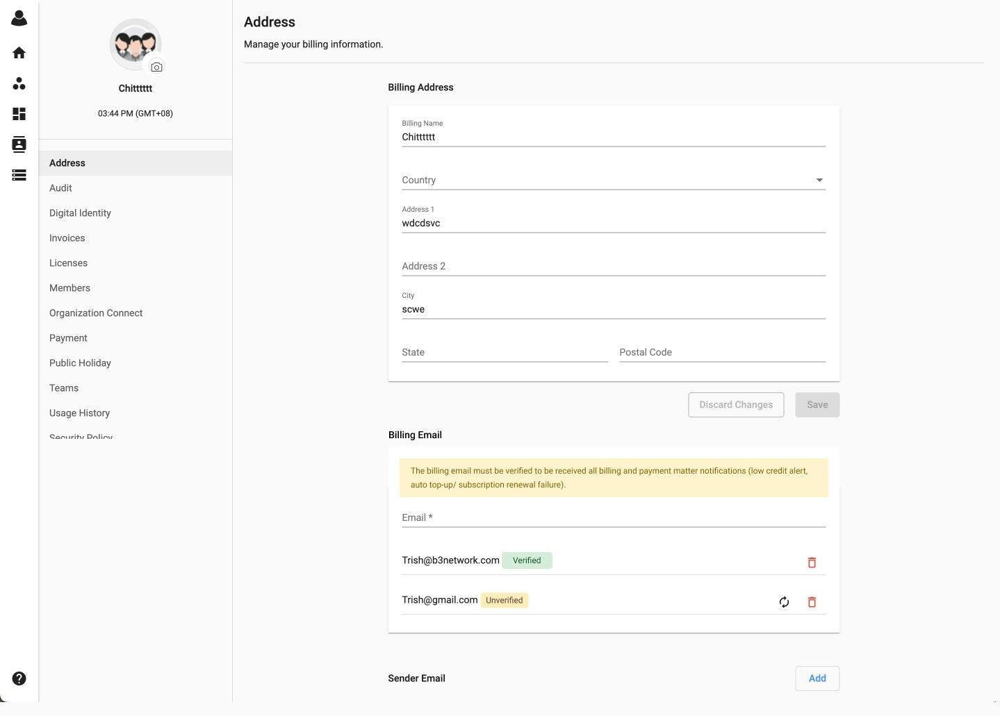 Chitttttt
03:44 PM (GMT+08)
Address
Audit
Digital Identity
Invoices
Licenses
Members
Organization Connect
Payment
Public Holiday
Teams
Usage History
Security Policy
Address
Manage your billing information.
Billing Address
Billing Name
Chitttttt
Country
Address 1
wdcdsvc
Address 2
City
scwe
State Postal Code
Discard Changes Save
Billing Email
The billing email must be verified to be received all billing and payment matter notifications (low credit alert,
auto top-up/ subscription renewal failure).
Email *
Trish@b3network.com Verified
Trish@gmail.com Unverified
Sender Email Add